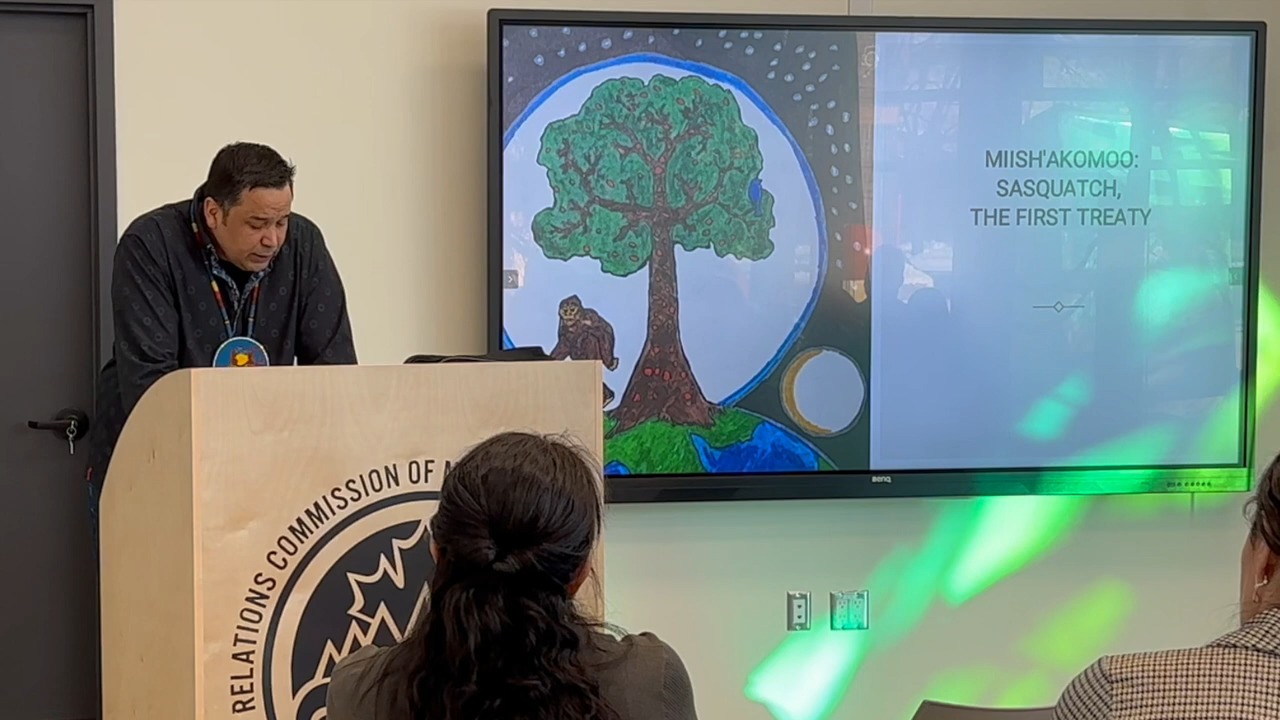 MIISH'AKOMOO:
SASQUATCH,
THE FIRST TREATY
BenQ
RELATIONS COMMISSION OF